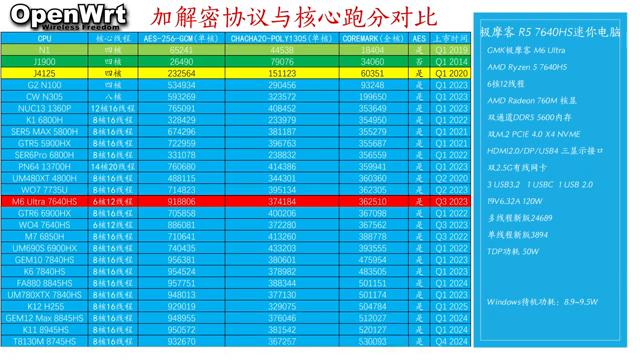 OpenWrt
Wireless Freedom
加解密协议与核心跑分对比
CPU 核心线程 AES-256-GCM(单核) CHACHA20-POLY1305(单核) COREMARK(全核) AES 上市时间
N1 四核 65241 44538 18404 是 Q1 2019
J1900 四核 26490 79076 34060 否 Q1 2014
J4125 四核 232564 151123 60351 是 Q1 2020
G2 N100 四核 534934 290456 93248 是 Q1 2023
CW N305 八核 593269 323572 199650 是 Q1 2023
NUC13 1360P 12核16线程 765091 408452 353649 是 Q1 2023
K1 6800H 8核16线程 328429 233979 354950 是 Q1 2022
SER5 MAX 5800H 8核16线程 674296 381187 355279 是 Q1 2021
GTR5 5900HX 8核16线程 722959 396763 355687 是 Q1 2021
SER6Pro 6800H 8核16线程 331078 238832 356559 是 Q1 2022
PN64 13700H 14核20线程 760680 414386 359941 是 Q1 2023
UM480XT 4800H 8核16线程 488115 344301 360360 是 Q1 2020
WO7 7735U 8核16线程 714823 395134 362305 是 Q2 2023
M6 Ultra 7640HS 6核12线程 918806 374184 362510 是 Q3 2023
GTR6 6900HX 8核16线程 705858 400206 367098 是 Q1 2022
WO4 7640HS 6核12线程 886081 372280 367562 是 Q3 2023
M7 6850H 8核16线程 710641 413260 388778 是 Q3 2022
UM690S 6900HX 8核16线程 740435 433203 393555 是 Q1 2022
GEM10 7840HS 8核16线程 956381 380601 475964 是 Q1 2023
K6 7840HS 8核16线程 954524 378982 483505 是 Q1 2023
FA880 8845HS 8核16线程 957751 388344 501151 是 Q1 2024
UM780XTX 7840HS 8核16线程 948013 377130 501174 是 Q1 2023
K12 H255 8核16线程 929019 329075 504784 是 Q1 2025
GEM12 Max 8845HS 8核16线程 948955 376046 512027 是 Q1 2024
K11 8945HS 8核16线程 950572 381542 520127 是 Q1 2024
T8130M 8745HS 8核16线程 932670 367257 530093 是 Q4 2024
极摩客 R5 7640HS迷你电脑
GMK极摩客 M6 Ultra
AMD Ryzen 5 7640HS
6核12线程
AMD Radeon 760M 核显
双通道DDR5 5600内存
双M.2 PCIE 4.0 X4 NVME
HDMI2.0/DP/USB4 三显示接口
双2.5G有线网卡
3 USB3.2 1 USBC 1 USB 2.0
19V6.32A 120W
多线程新版24689
单线程新版3894
TDP功耗 50W
Windows待机功耗：8.9~9.5W